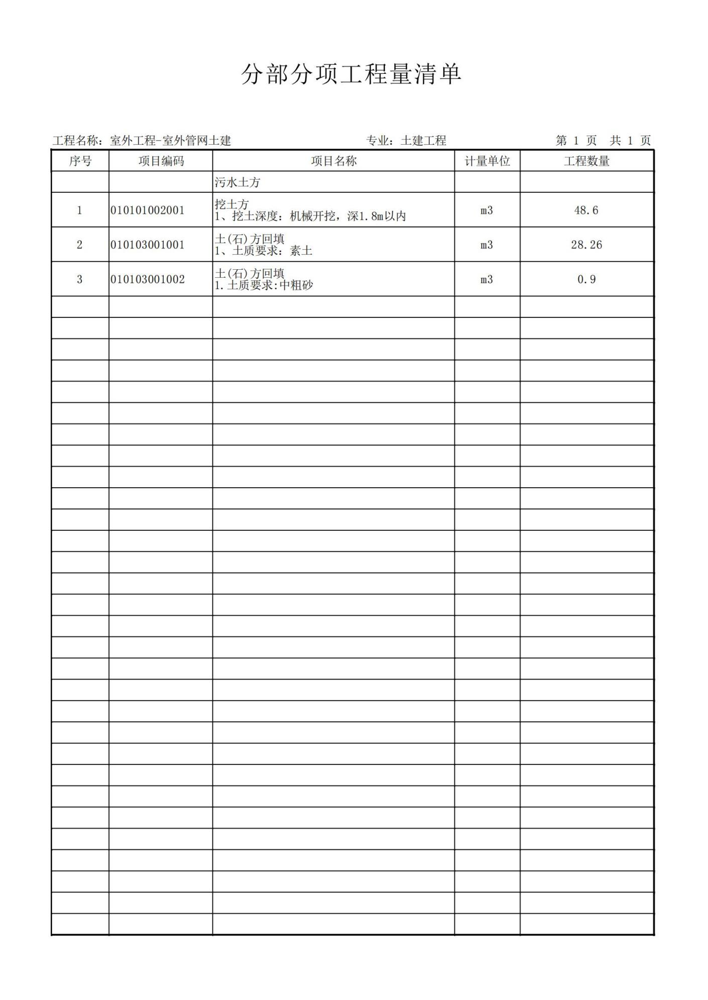 分部分项工程量清单
工程名称：室外工程-室外管网土建 专业：土建工程 第 1 页 共 1 页
序号 项目编码 项目名称 计量单位 工程数量
污水土方
1 010101002001 挖土方 m3 48.6
1、挖土深度：机械开挖，深1.8m以内
2 010103001001 土(石)方回填 m3 28.26
1、土质要求：素土
3 010103001002 土(石)方回填 m3 0.9
1.土质要求:中粗砂